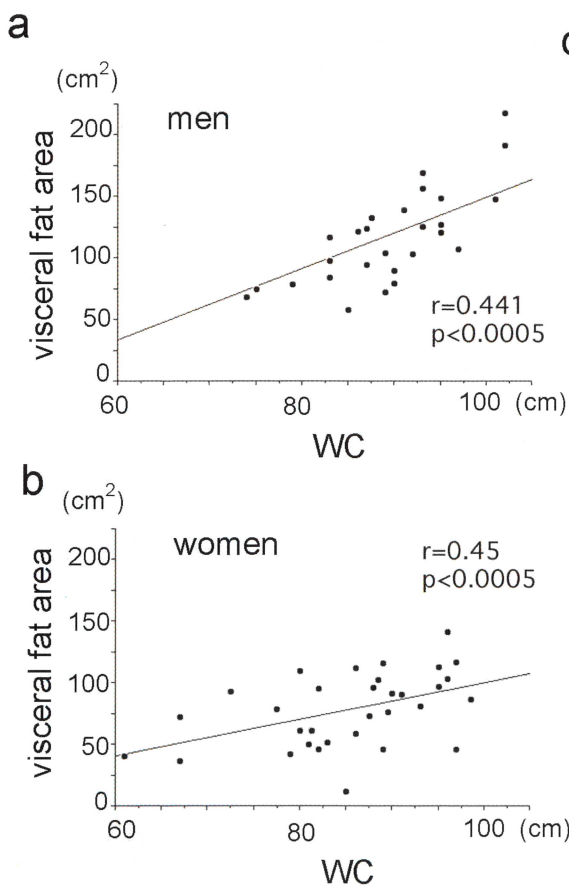 a
c
(cm²)
men
visceral fat area
250
200
150
100
50
0
r=0.441
p<0.0005
60
80
100 (cm)
WC
b
(cm²)
women
r=0.45
p<0.0005
visceral fat area
200
150
100
50
0
60
80
100 (cm)
WC